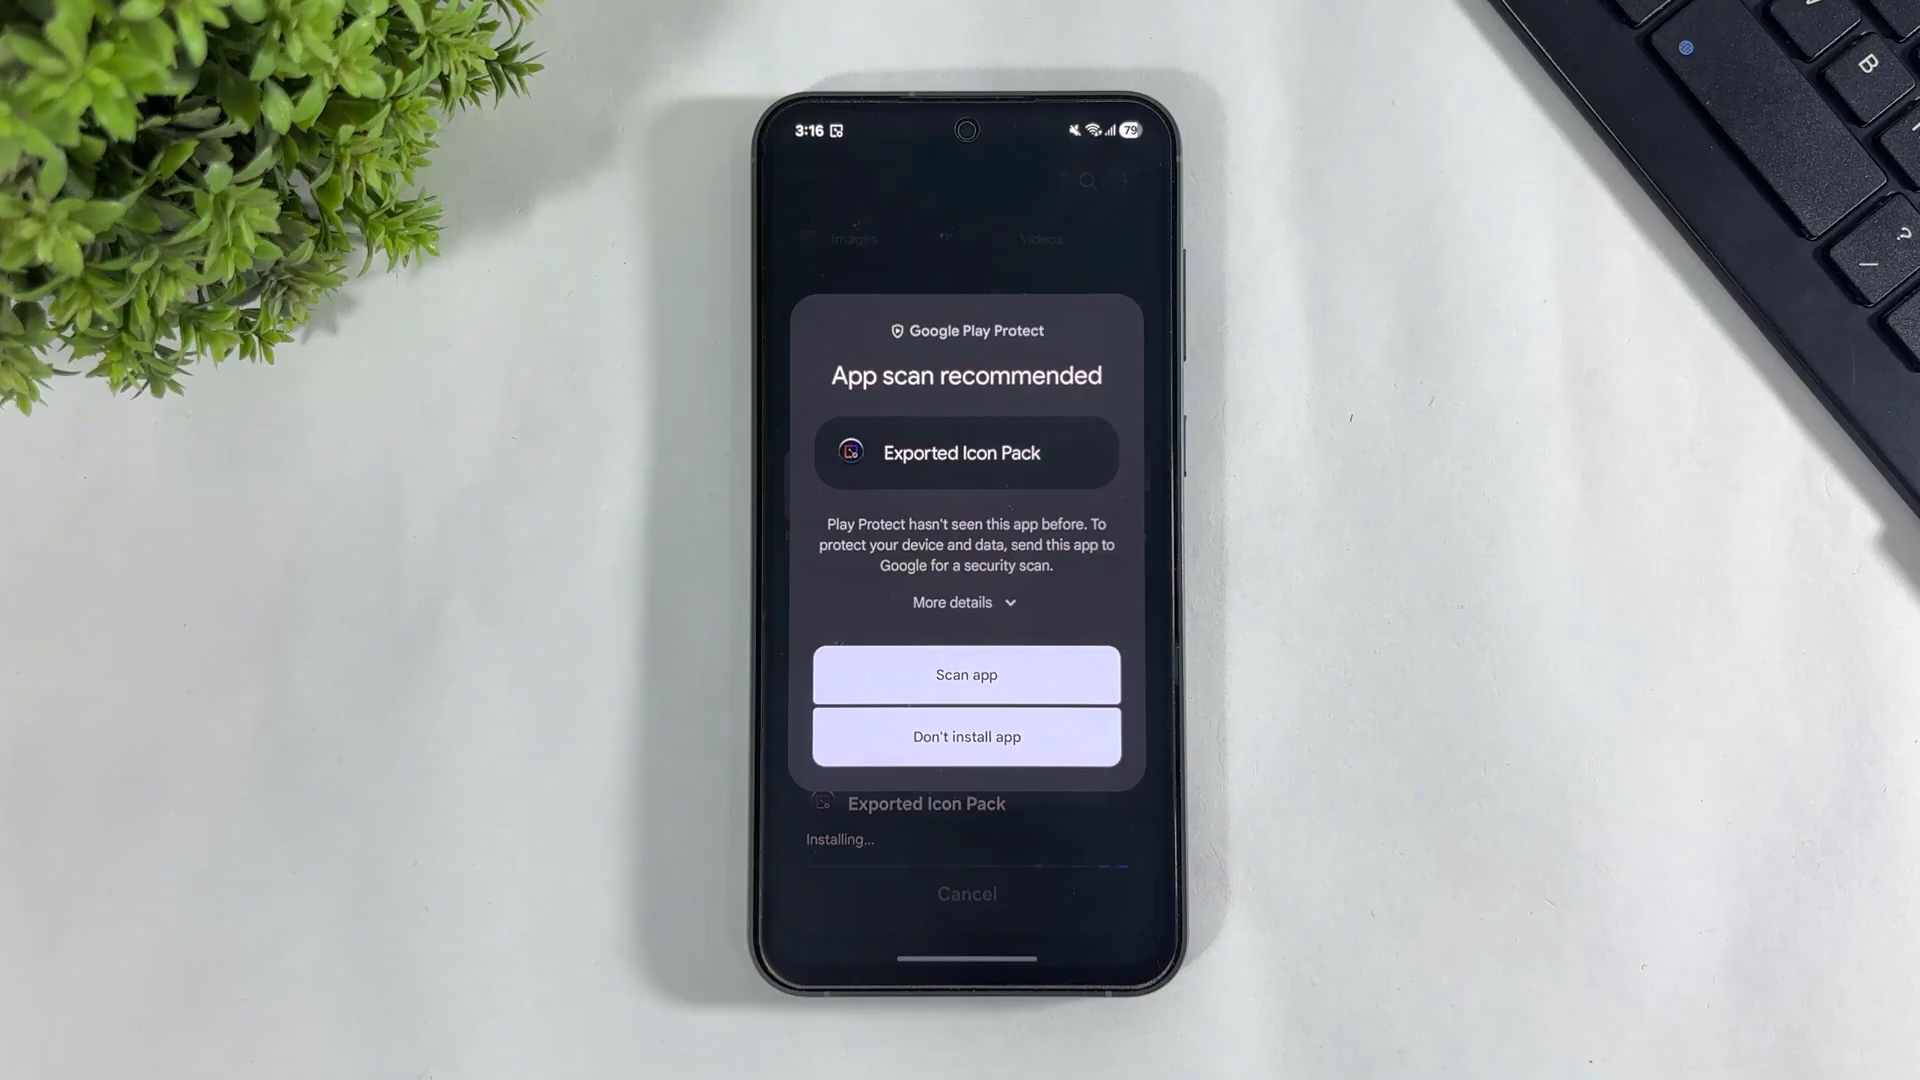 3:16
79
Images
Videos
Google Play Protect
App scan recommended
Exported Icon Pack
Play Protect hasn't seen this app before. To
protect your device and data, send this app to
Google for a security scan.
More details
Scan app
Don't install app
Exported Icon Pack
Installing...
Cancel
B
?
/